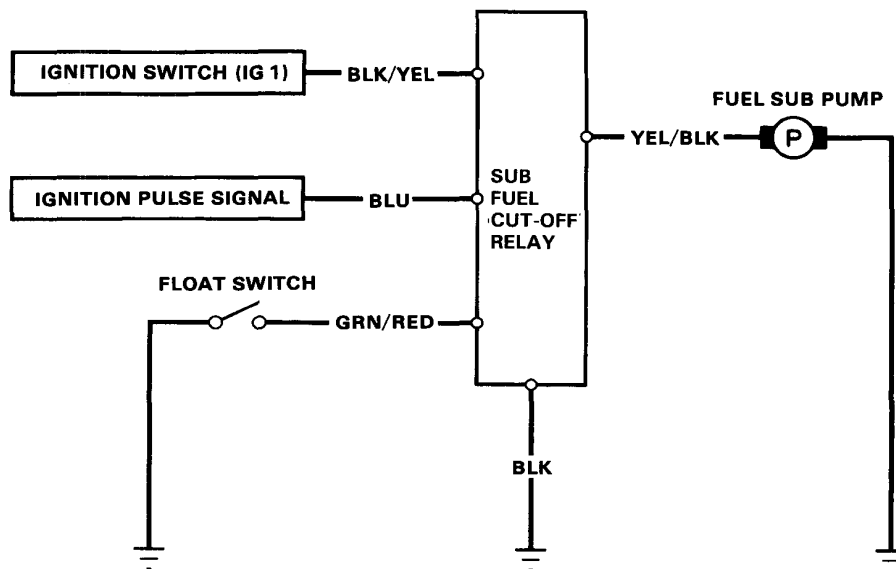 IGNITION SWITCH (IG 1)
BLK/YEL
FUEL SUB PUMP
YEL/BLK
P
IGNITION PULSE SIGNAL
BLU
SUB
FUEL
CUT-OFF
RELAY
FLOAT SWITCH
GRN/RED
BLK